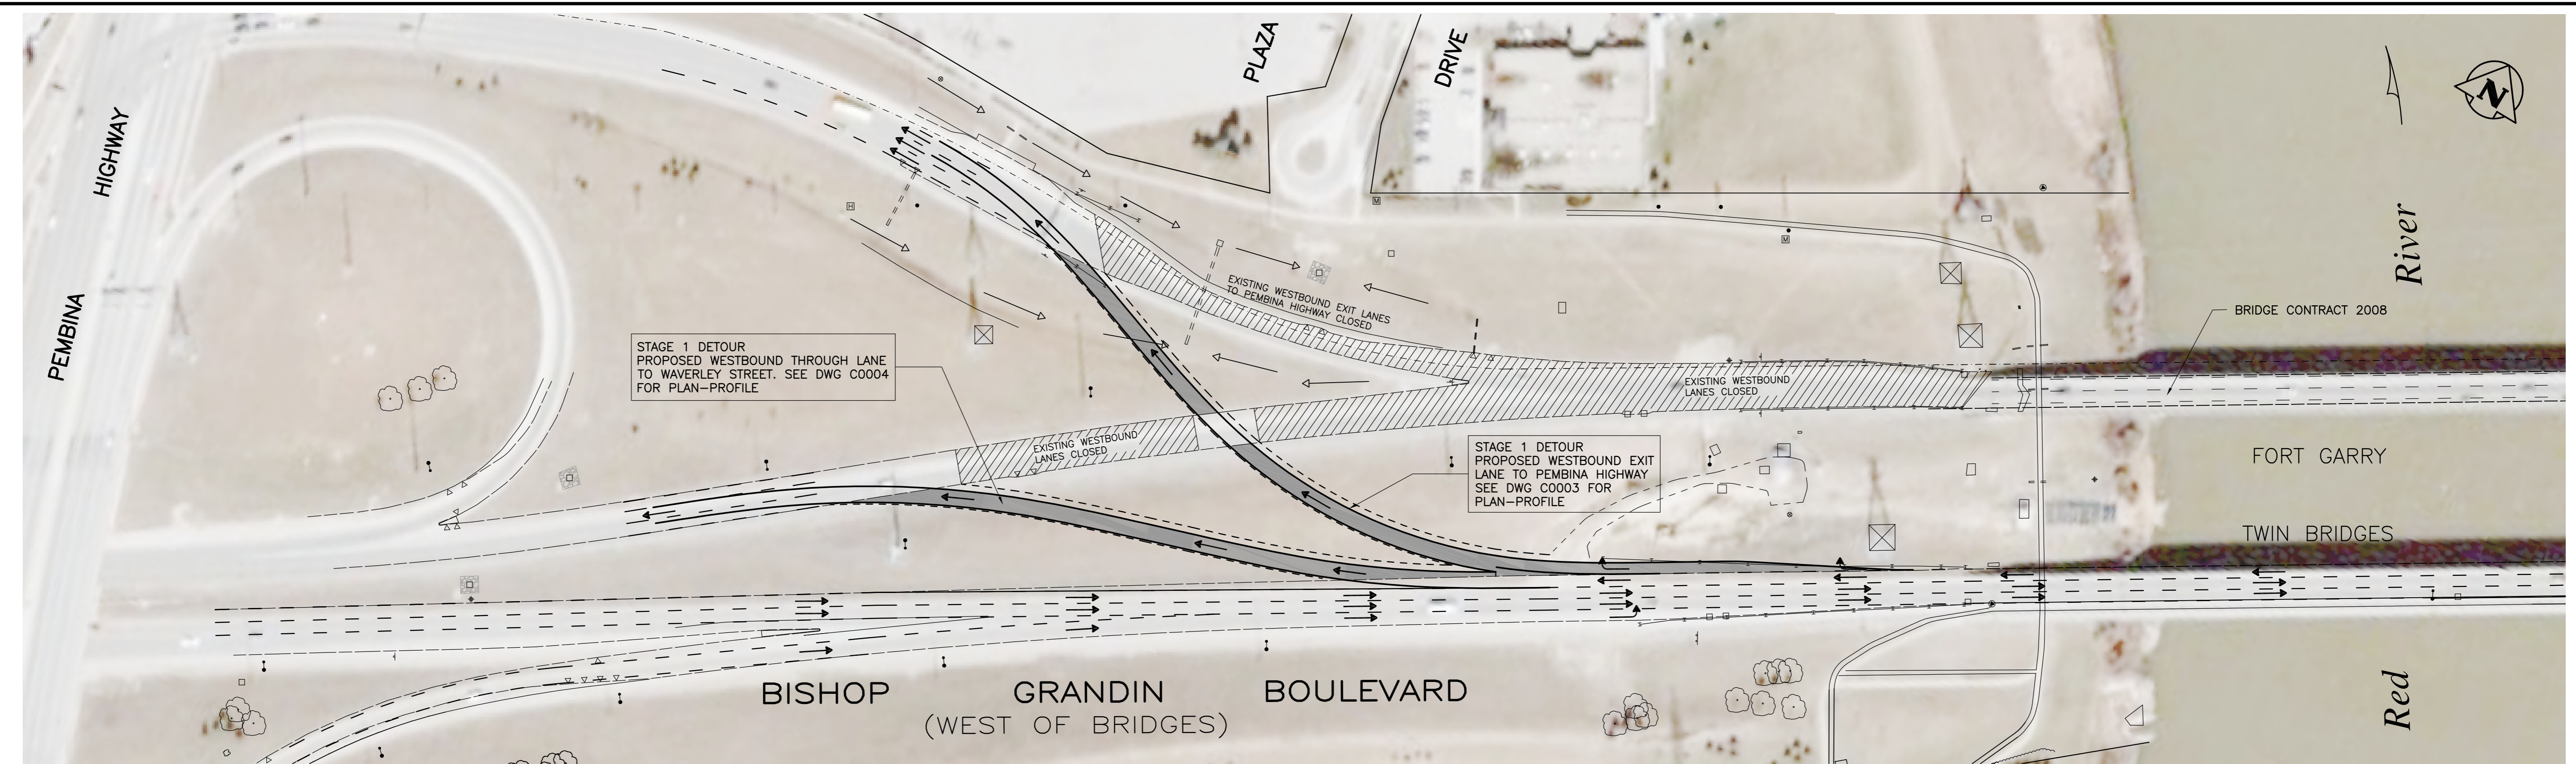 PLAZA
DRIVE
N
HIGHWAY
PEMBINA
River
EXISTING WESTBOUND EXIT LANES
TO PEMBINA HIGHWAY CLOSED
BRIDGE CONTRACT 2008
STAGE 1 DETOUR
PROPOSED WESTBOUND THROUGH LANE
TO WAVERLEY STREET. SEE DWG C0004
FOR PLAN-PROFILE
EXISTING WESTBOUND
LANES CLOSED
EXISTING WESTBOUND
LANES CLOSED
STAGE 1 DETOUR
PROPOSED WESTBOUND EXIT
LANE TO PEMBINA HIGHWAY
SEE DWG C0003 FOR
PLAN-PROFILE
FORT GARRY
TWIN BRIDGES
BISHOP GRANDIN BOULEVARD
(WEST OF BRIDGES)
Red
H
M
M